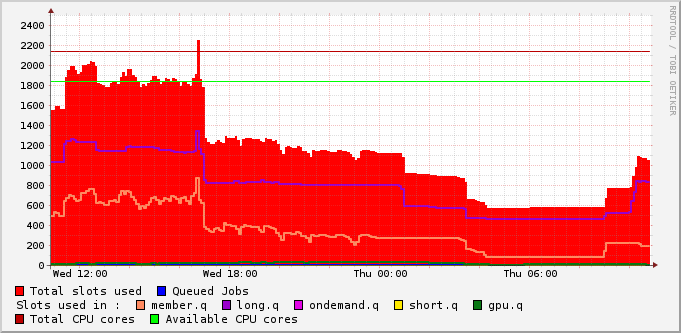 2400
2200
2000
1800
1600
1400
1200
1000
800
600
400
200
0
Wed 12:00 Wed 18:00 Thu 00:00 Thu 06:00
Total slots used Queued Jobs
Slots used in : member.q long.q ondemand.q short.q gpu.q
Total CPU cores Available CPU cores
RRDTOOL / TOBI OETIKER